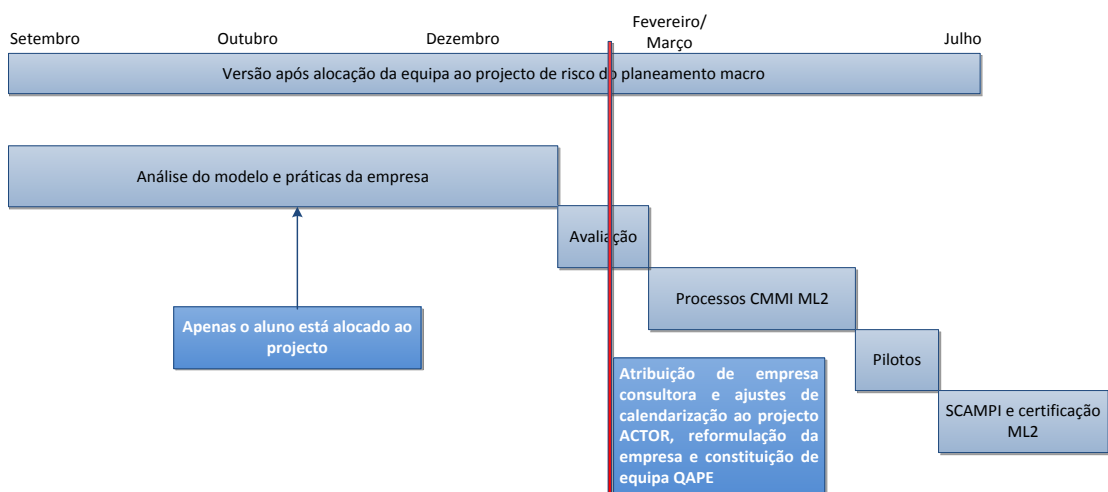 Setembro
Outubro
Dezembro
Fevereiro/
Março
Julho
Versão após alocação da equipa ao projecto de risco do planeamento macro
Análise do modelo e práticas da empresa
Avaliação
Processos CMMI ML2
Apenas o aluno está alocado ao
projecto
Pilotos
Atribuição de empresa
consultora e ajustes de
calendarização ao projecto
ACTOR, reformulação da
empresa e constituição de
equipa QAPE
SCAMPI e certificação
ML2